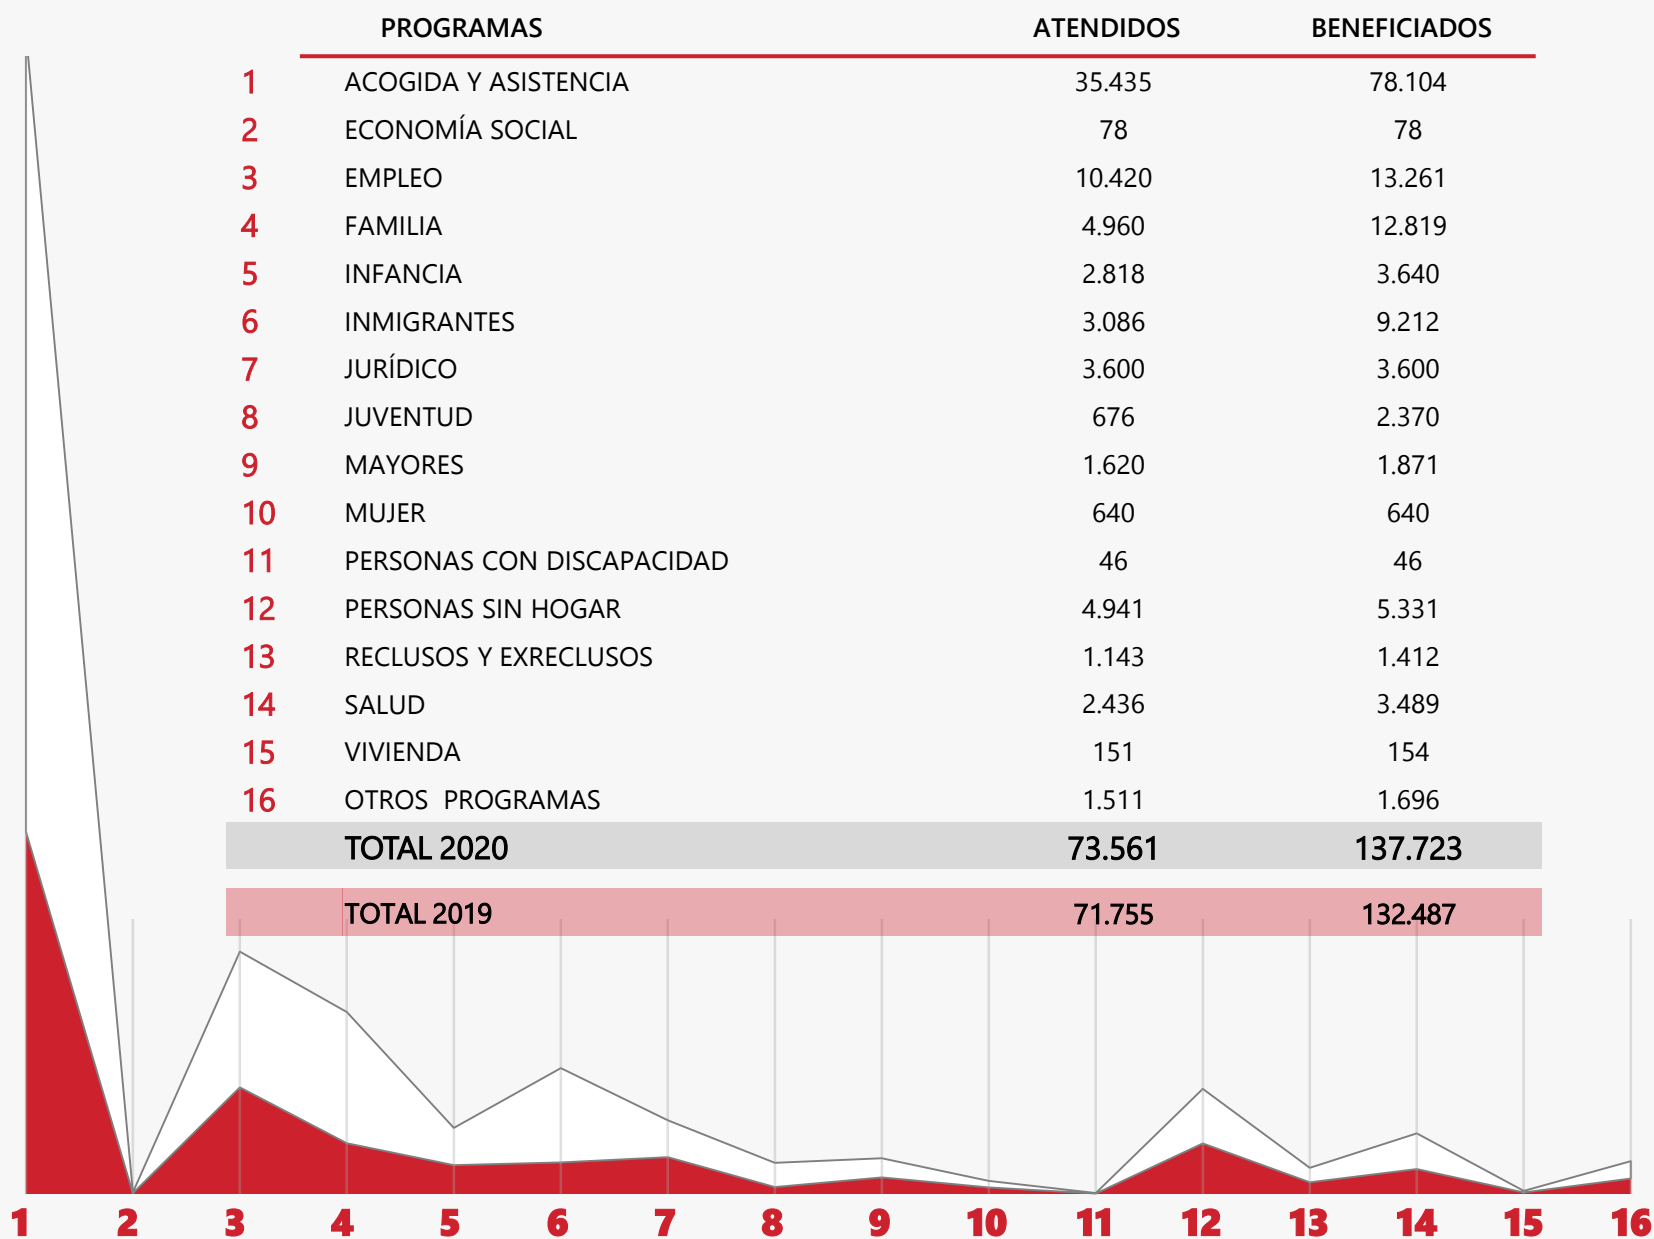 PROGRAMAS ATENDIDOS BENEFICIADOS
1 ACOGIDA Y ASISTENCIA 35.435 78.104
2 ECONOMÍA SOCIAL 78 78
3 EMPLEO 10.420 13.261
4 FAMILIA 4.960 12.819
5 INFANCIA 2.818 3.640
6 INMIGRANTES 3.086 9.212
7 JURÍDICO 3.600 3.600
8 JUVENTUD 676 2.370
9 MAYORES 1.620 1.871
10 MUJER 640 640
11 PERSONAS CON DISCAPACIDAD 46 46
12 PERSONAS SIN HOGAR 4.941 5.331
13 RECLUSOS Y EXRECLUSOS 1.143 1.412
14 SALUD 2.436 3.489
15 VIVIENDA 151 154
16 OTROS PROGRAMAS 1.511 1.696
TOTAL 2020 73.561 137.723
TOTAL 2019 71.755 132.487
1 2 3 4 5 6 7 8 9 10 11 12 13 14 15 16